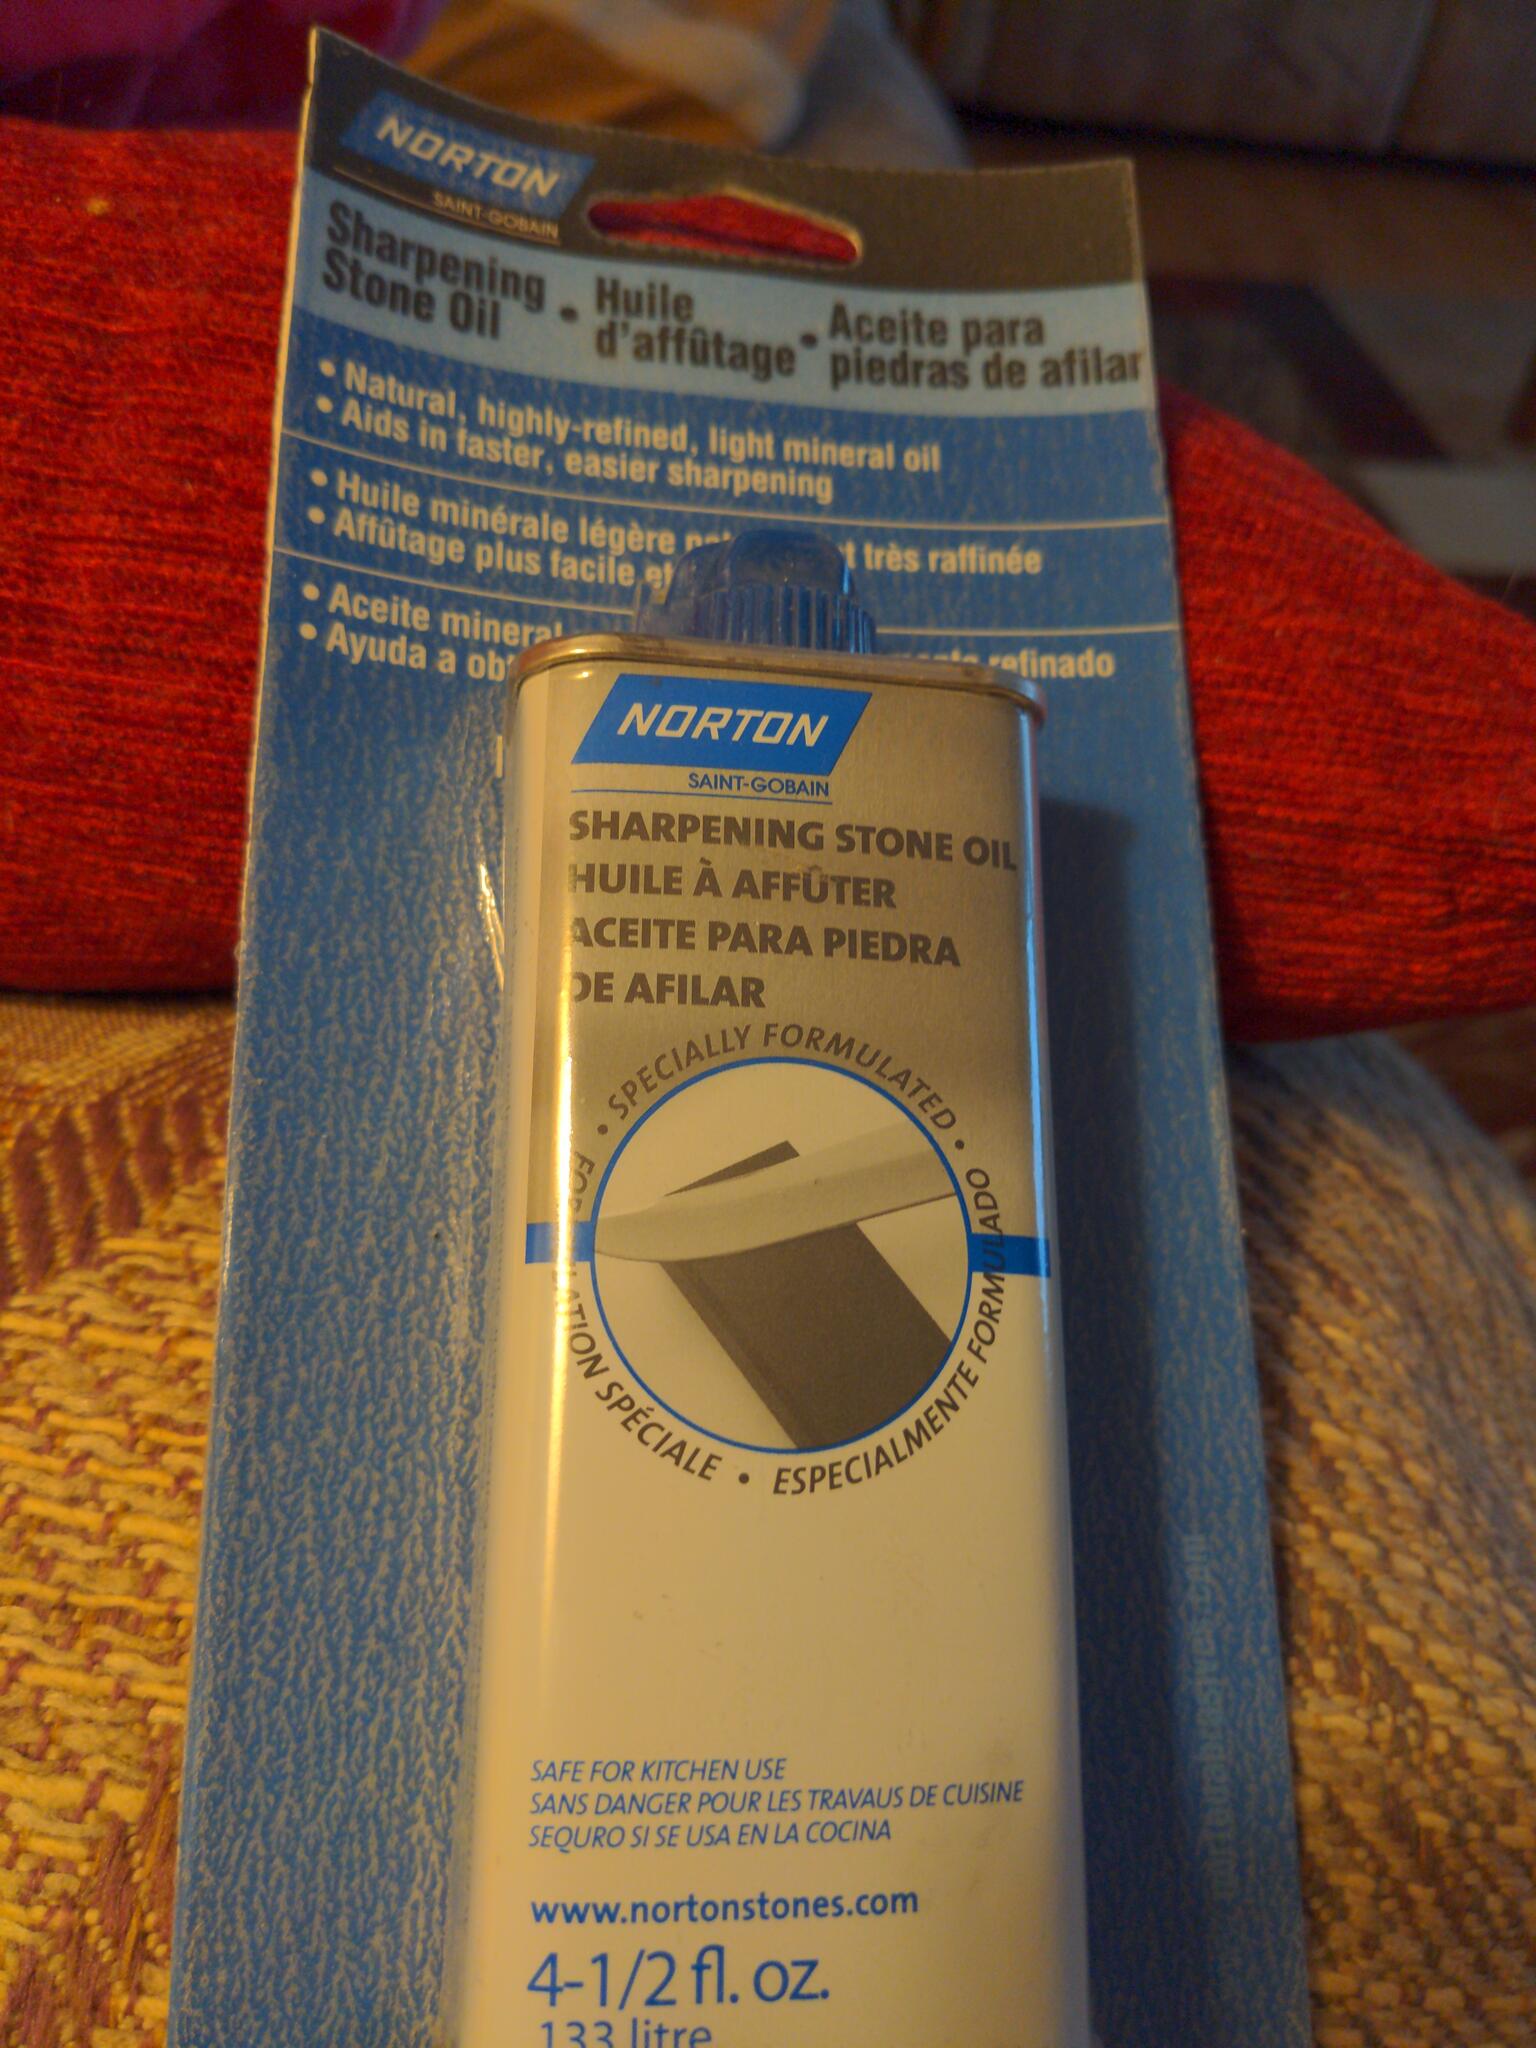 NORTON
SAINT-GOBAIN
Sharpening Stone Oil • Huile d'affûtage • Aceite para piedras de afilar
• Natural, highly-refined, light mineral oil
• Aids in faster, easier sharpening
• Huile minérale légère très raffinée
• Affûtage plus facile et
• Aceite mineral refinado
• Ayuda a
NORTON
SAINT-GOBAIN
SHARPENING STONE OIL
HUILE À AFFÛTER
ACEITE PARA PIEDRA
DE AFILAR
• SPECIALLY FORMULATED •
SPÉCIALE • ESPECIALMENTE FORMULADO
SAFE FOR KITCHEN USE
SANS DANGER POUR LES TRAVAUS DE CUISINE
SEQURO SI SE USA EN LA COCINA
www.nortonstones.com
4-1/2 fl. oz.
133 litre